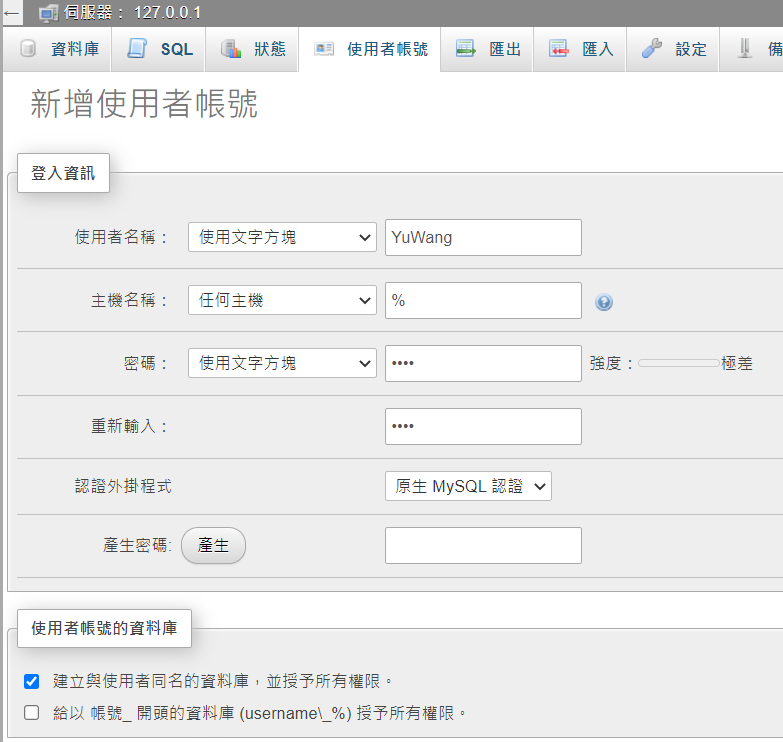 ← 伺服器： 127.0.0.1
資料庫 SQL 狀態 使用者帳號 匯出 匯入 設定 備
新增使用者帳號
登入資訊
使用者名稱： 使用文字方塊 YuWang
主機名稱： 任何主機 %
密碼： 使用文字方塊 •••• 強度： 極差
重新輸入： ••••
認證外掛程式 原生 MySQL 認證
產生密碼: 產生
使用者帳號的資料庫
建立與使用者同名的資料庫，並授予所有權限。
給以 帳號_ 開頭的資料庫 (username\_%) 授予所有權限。